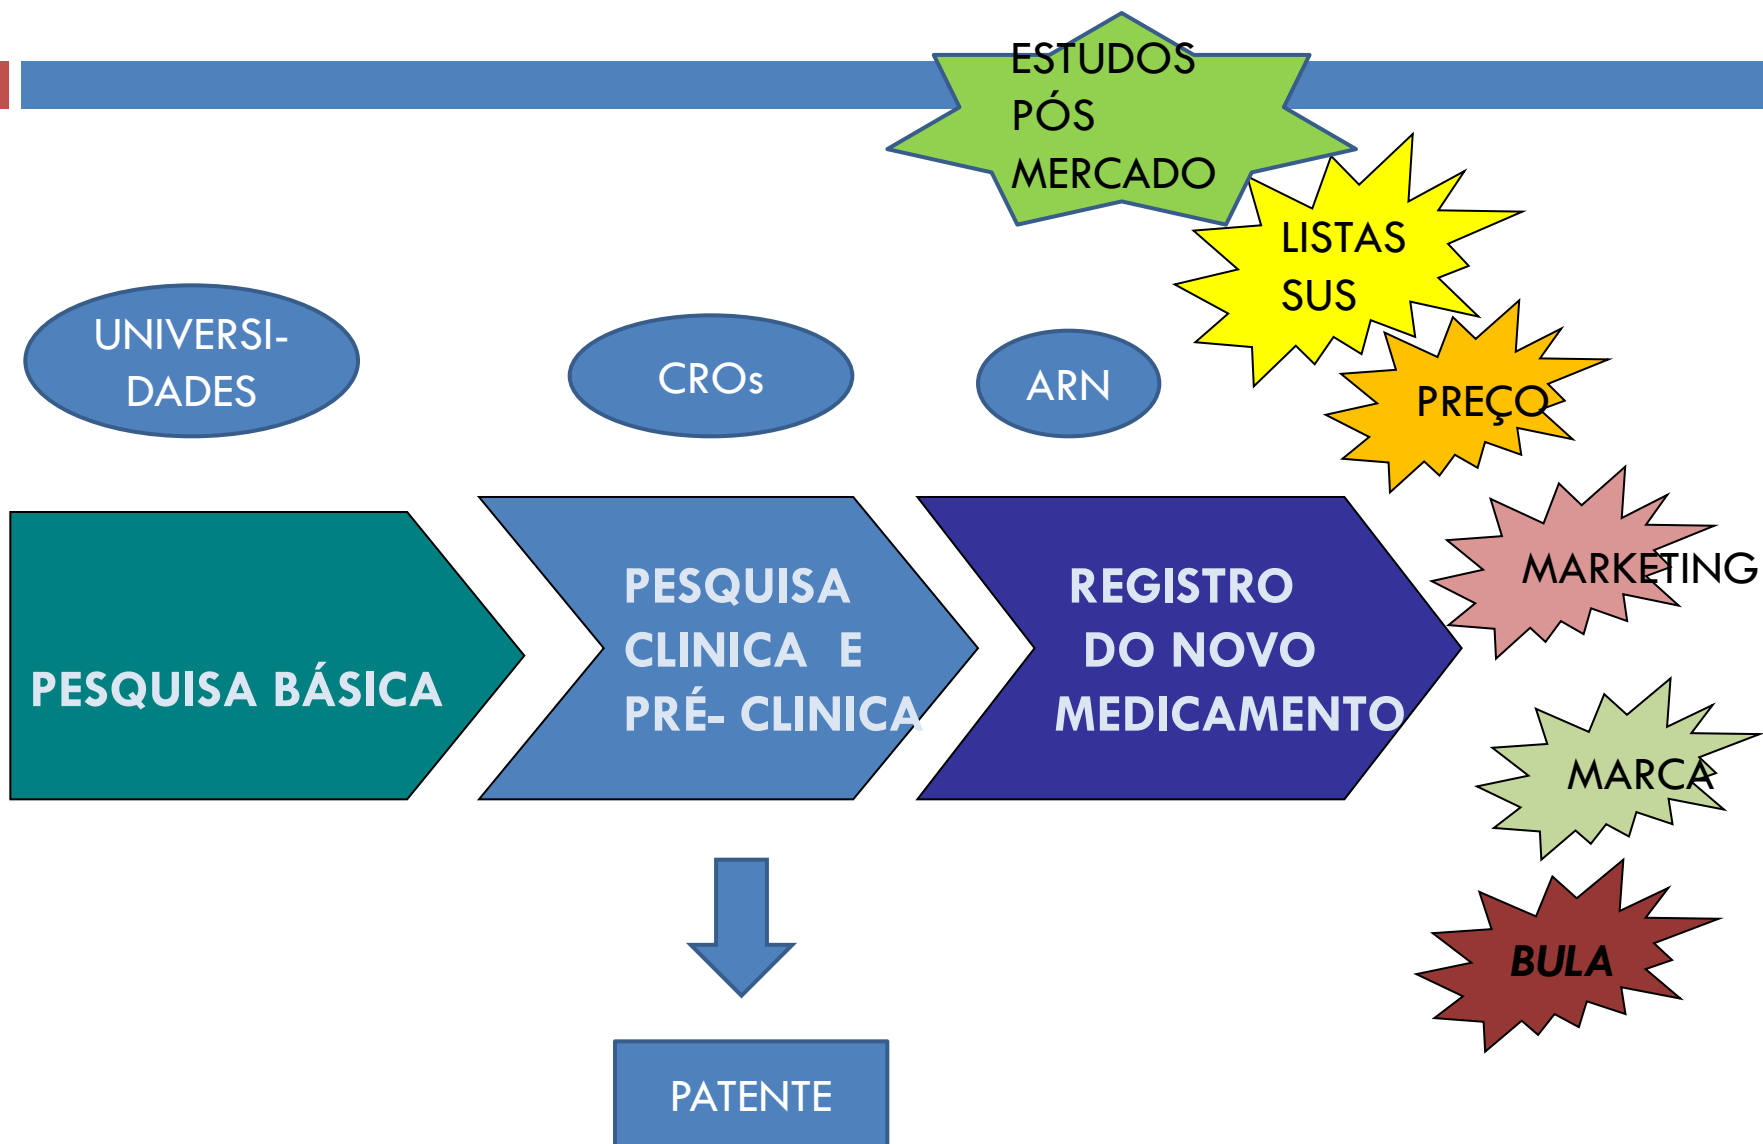 ESTUDOS
PÓS
MERCADO
LISTAS
SUS
UNIVERSI-
DADES
CROs
ARN
PREÇO
PESQUISA BÁSICA
PESQUISA
CLINICA E
PRÉ- CLINICA
REGISTRO
DO NOVO
MEDICAMENTO
MARKETING
MARCA
BULA
PATENTE